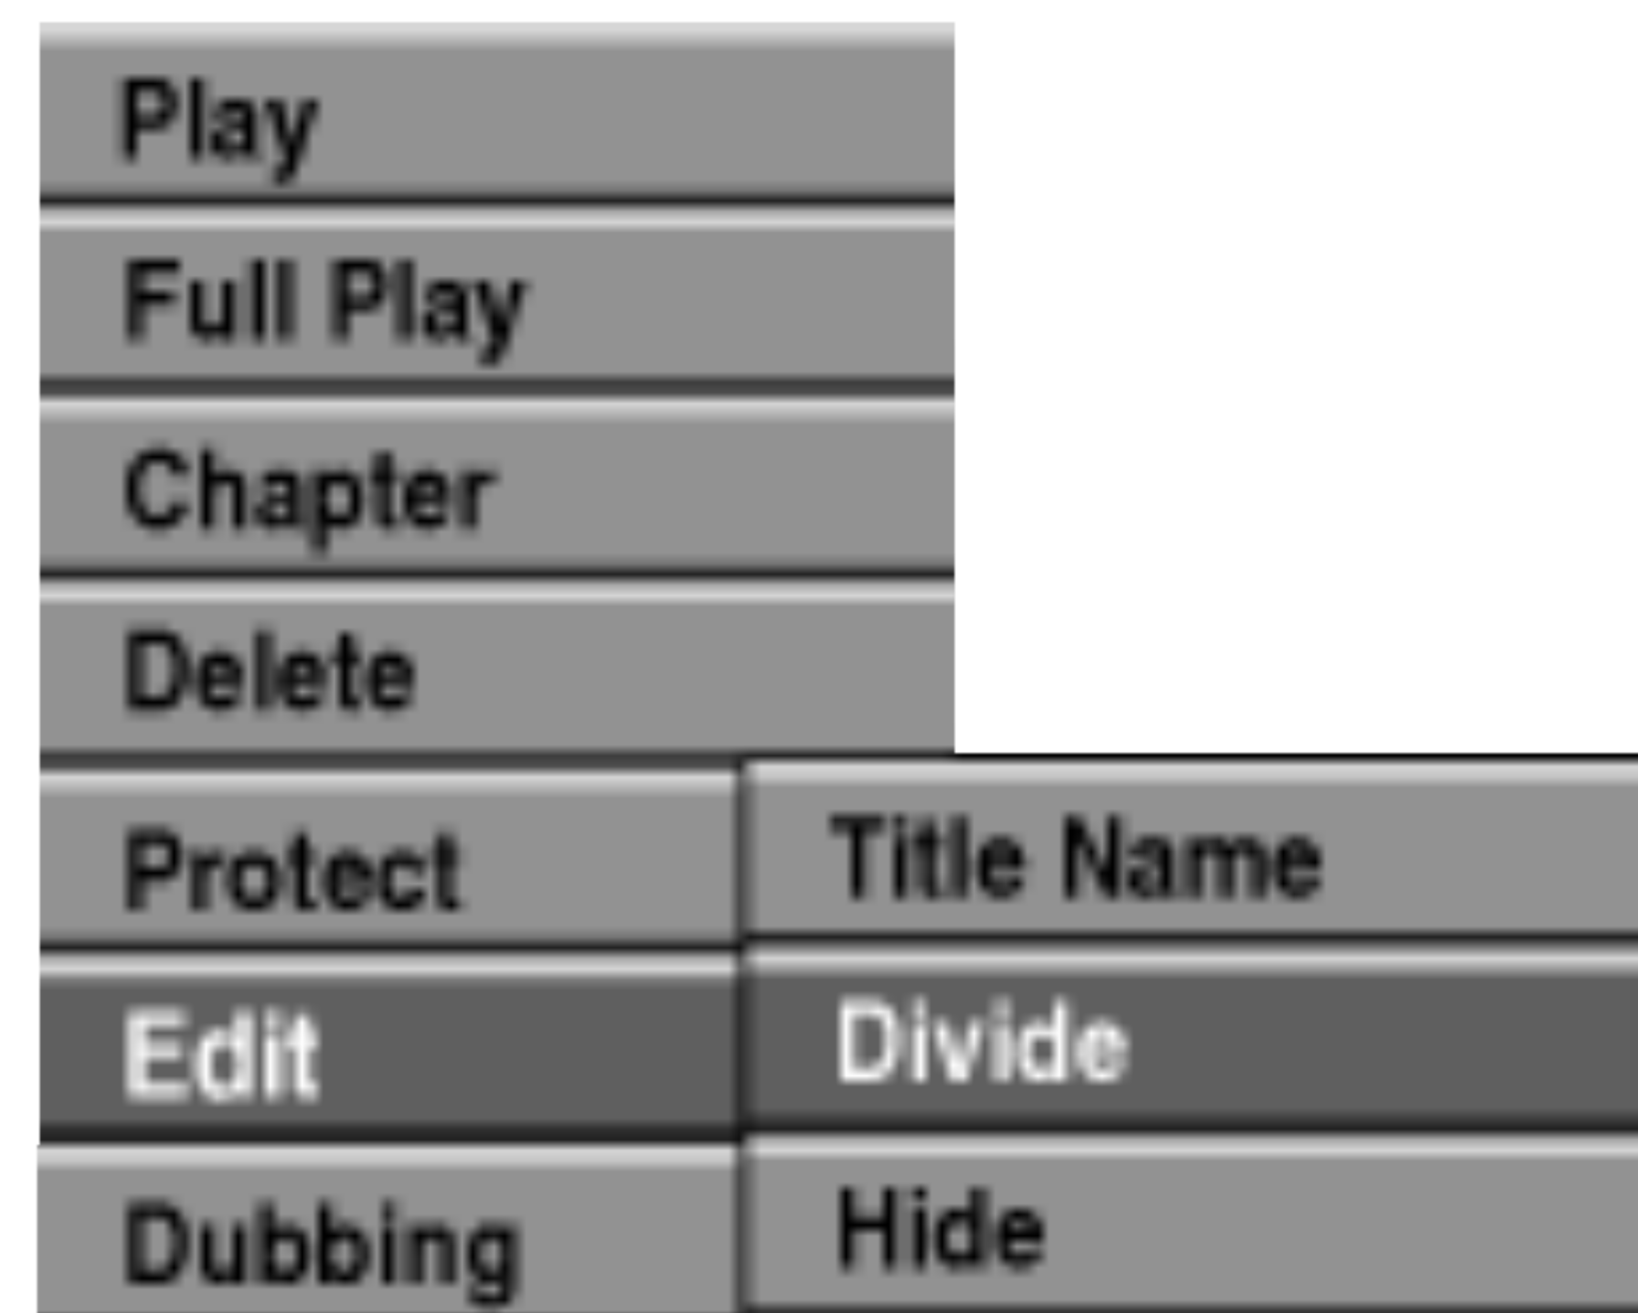 Play
Full Play
Chapter
Delete
Protect
Title Name
Edit
Divide
Dubbing
Hide